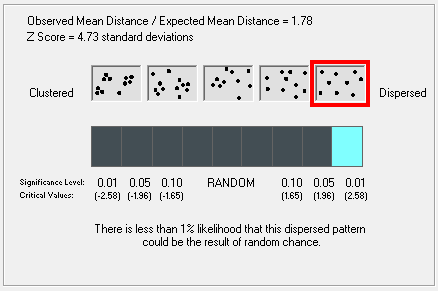 Observed Mean Distance / Expected Mean Distance = 1.78
Z Score = 4.73 standard deviations
Clustered
Dispersed
Significance Level: 0.01 0.05 0.10 RANDOM 0.10 0.05 0.01
Critical Values: (-2.58) (-1.96) (-1.65) (1.65) (1.96) (2.58)
There is less than 1% likelihood that this dispersed pattern
could be the result of random chance.